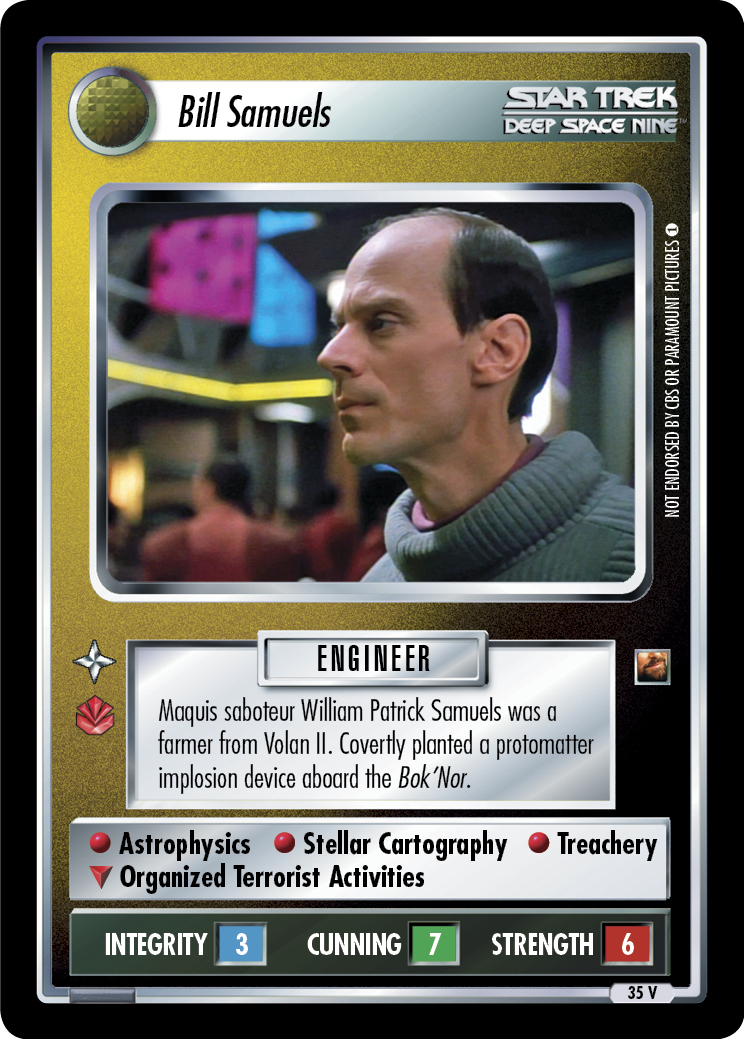 Bill Samuels
STAR TREK
DEEP SPACE NINE™
NOT ENDORSED BY CBS OR PARAMOUNT PICTURES 1
ENGINEER
Maquis saboteur William Patrick Samuels was a
farmer from Volan II. Covertly planted a protomatter
implosion device aboard the Bok'Nor.
Astrophysics Stellar Cartography Treachery
Organized Terrorist Activities
INTEGRITY 3 CUNNING 7 STRENGTH 6
35 V